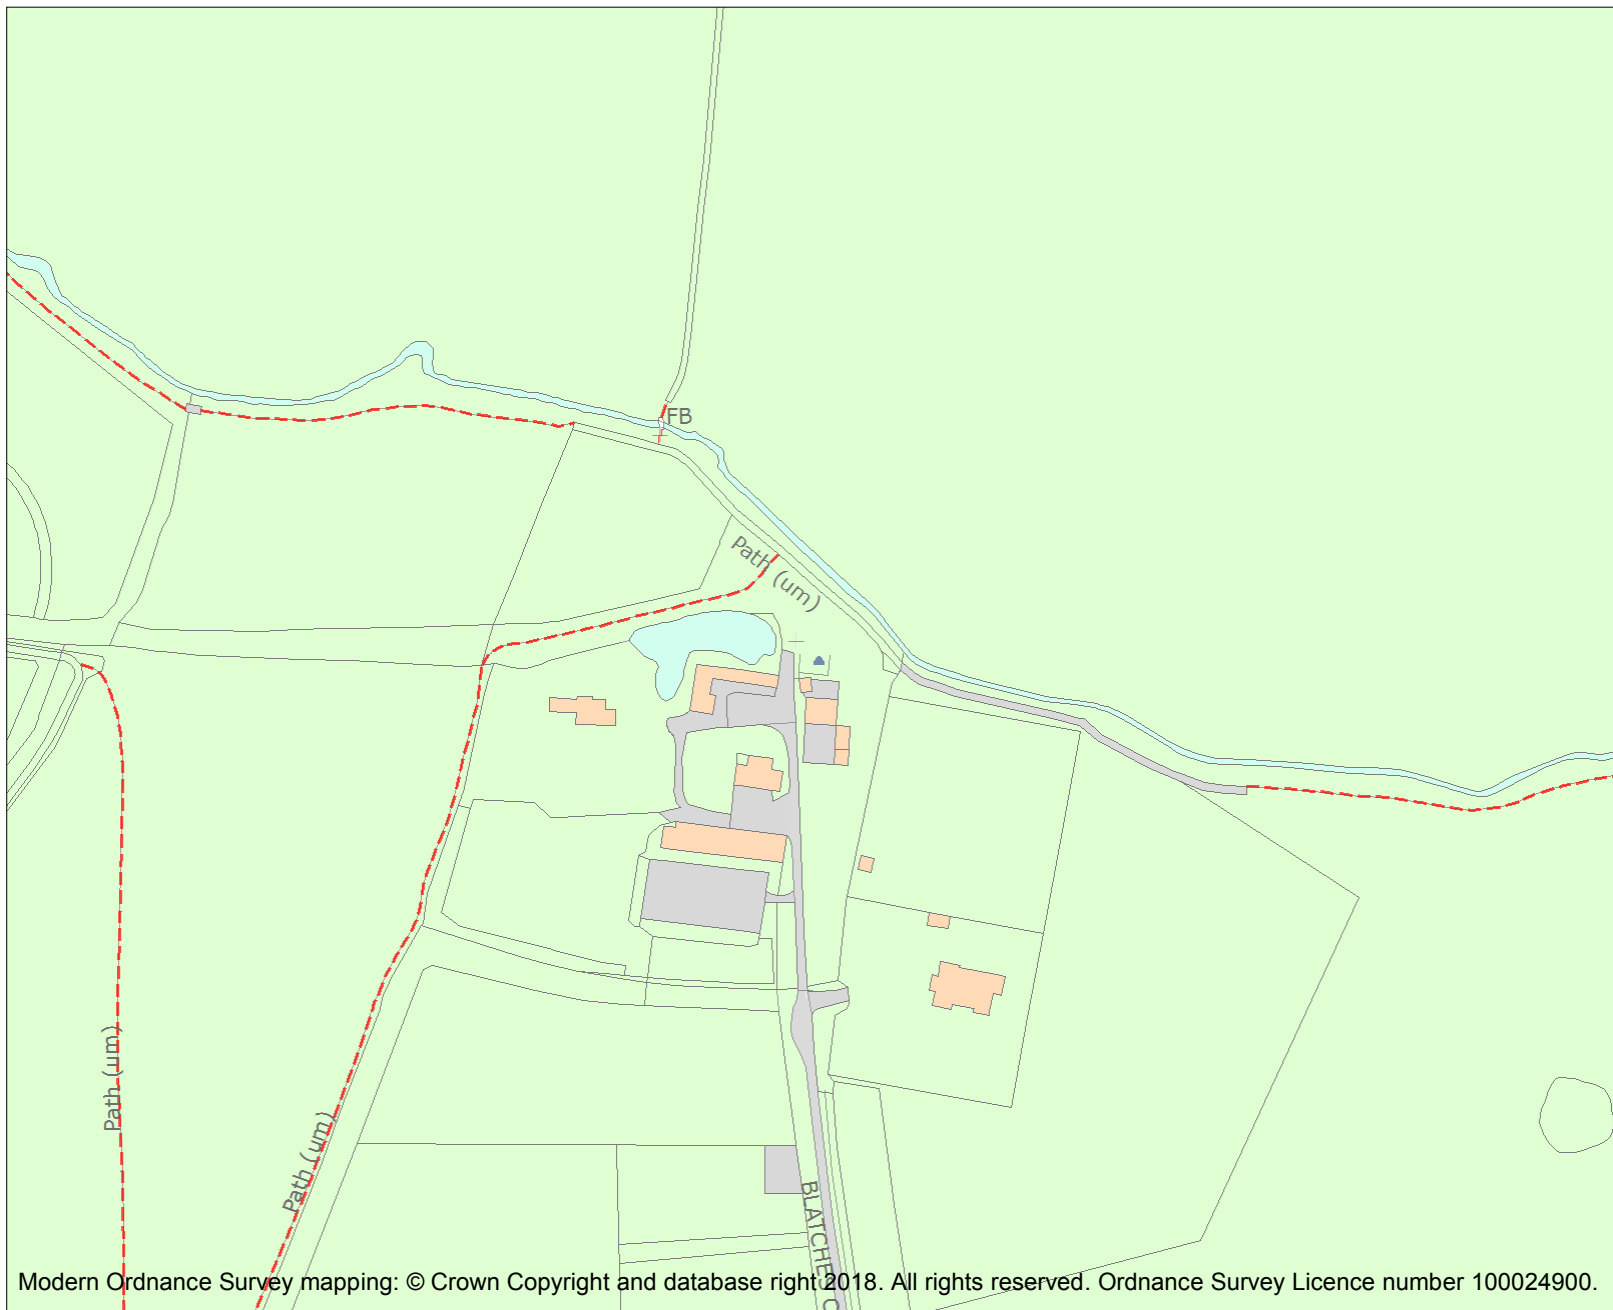 FB
Path (um)
Path (um)
Path (um)
BLATCHES C
Modern Ordnance Survey mapping: © Crown Copyright and database right 2018. All rights reserved. Ordnance Survey Licence number 100024900.